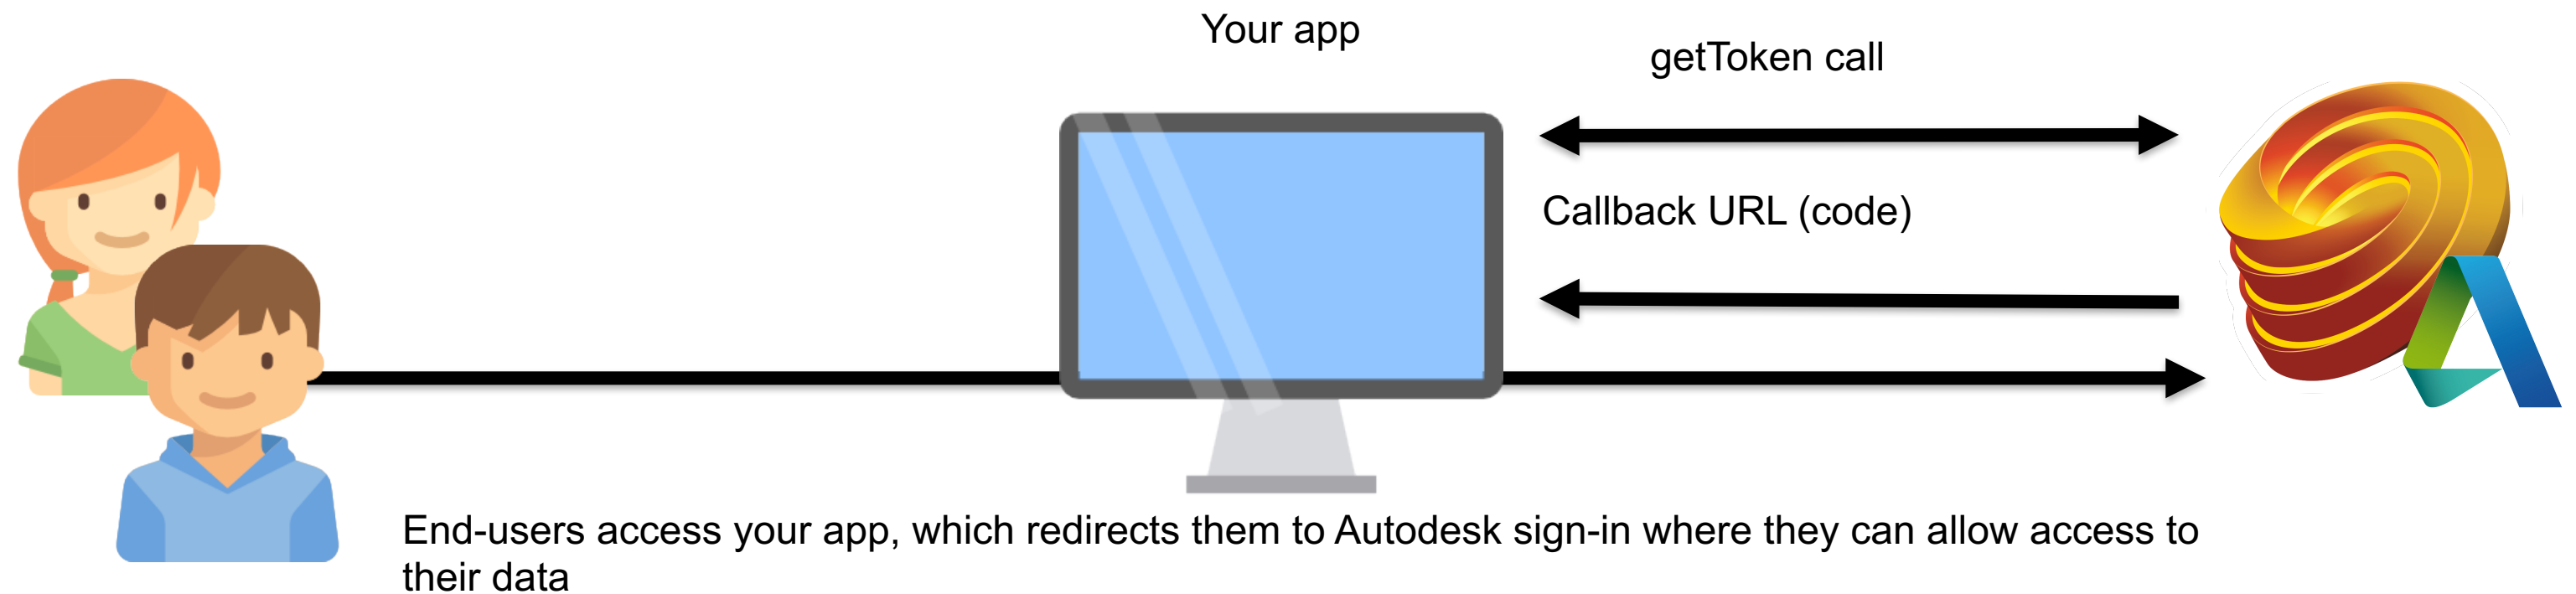 Your app
getToken call
Callback URL (code)
End-users access your app, which redirects them to Autodesk sign-in where they can allow access to
their data